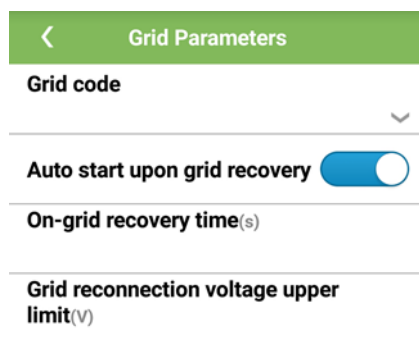 Grid Parameters
Grid code
Auto start upon grid recovery
On-grid recovery time(s)
Grid reconnection voltage upper
limit(V)